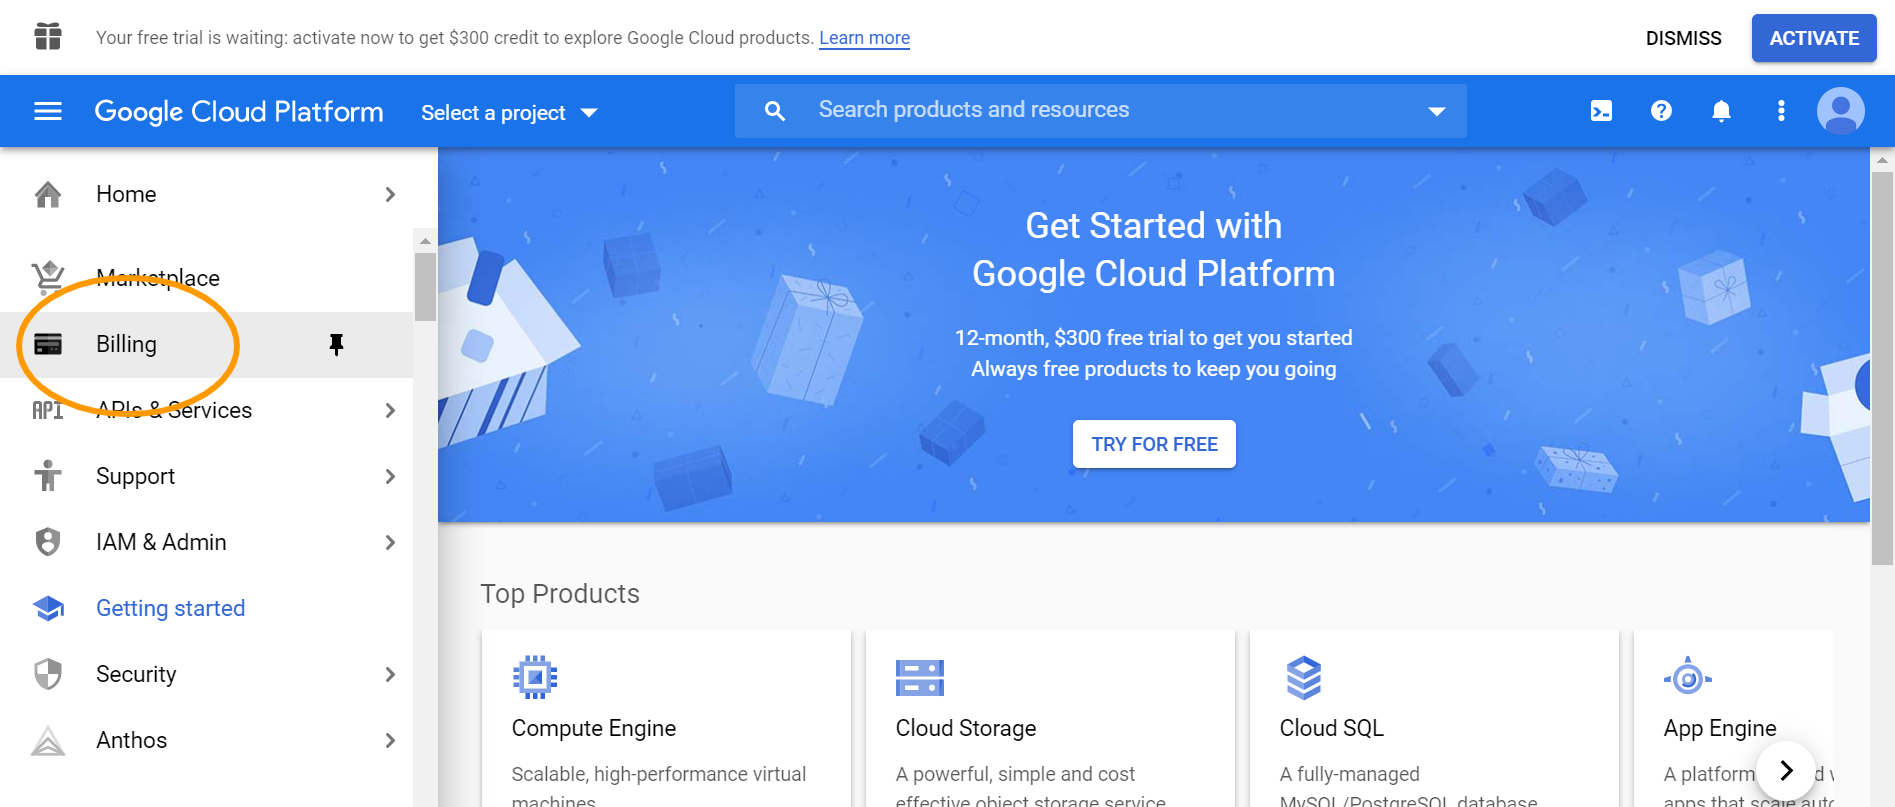 Your free trial is waiting: activate now to get $300 credit to explore Google Cloud products. Learn more
DISMISS
ACTIVATE
Google Cloud Platform
Select a project
Search products and resources
Home
Marketplace
Billing
API
APIs & Services
Support
IAM & Admin
Getting started
Security
Anthos
Get Started with
Google Cloud Platform
12-month, $300 free trial to get you started
Always free products to keep you going
TRY FOR FREE
Top Products
Compute Engine
Scalable, high-performance virtual
machines
Cloud Storage
A powerful, simple and cost
effective object storage service
Cloud SQL
A fully-managed
MySQL/PostgreSQL database
App Engine
A platform
apps that scale